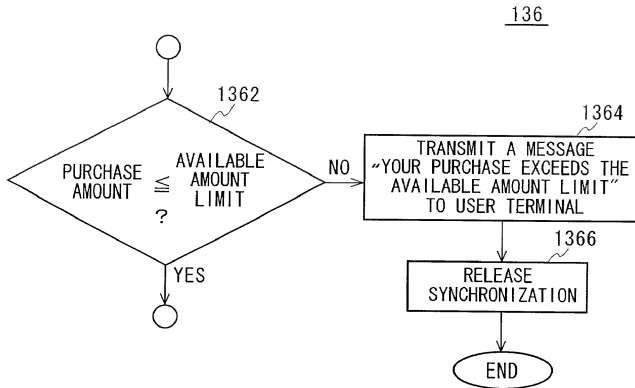 136
1362
PURCHASE
AMOUNT
≦
AVAILABLE
AMOUNT
LIMIT
?
NO
YES
1364
TRANSMIT A MESSAGE
"YOUR PURCHASE EXCEEDS THE
AVAILABLE AMOUNT LIMIT"
TO USER TERMINAL
1366
RELEASE
SYNCHRONIZATION
END